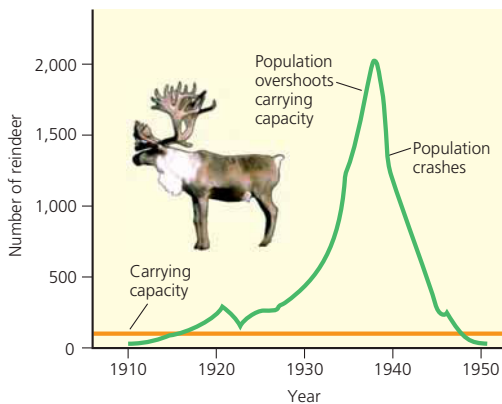 Number of reindeer
2,000
1,500
1,000
500
0
Population
overshoots
carrying
capacity
Population
crashes
Carrying
capacity
1910
1920
1930
1940
1950
Year